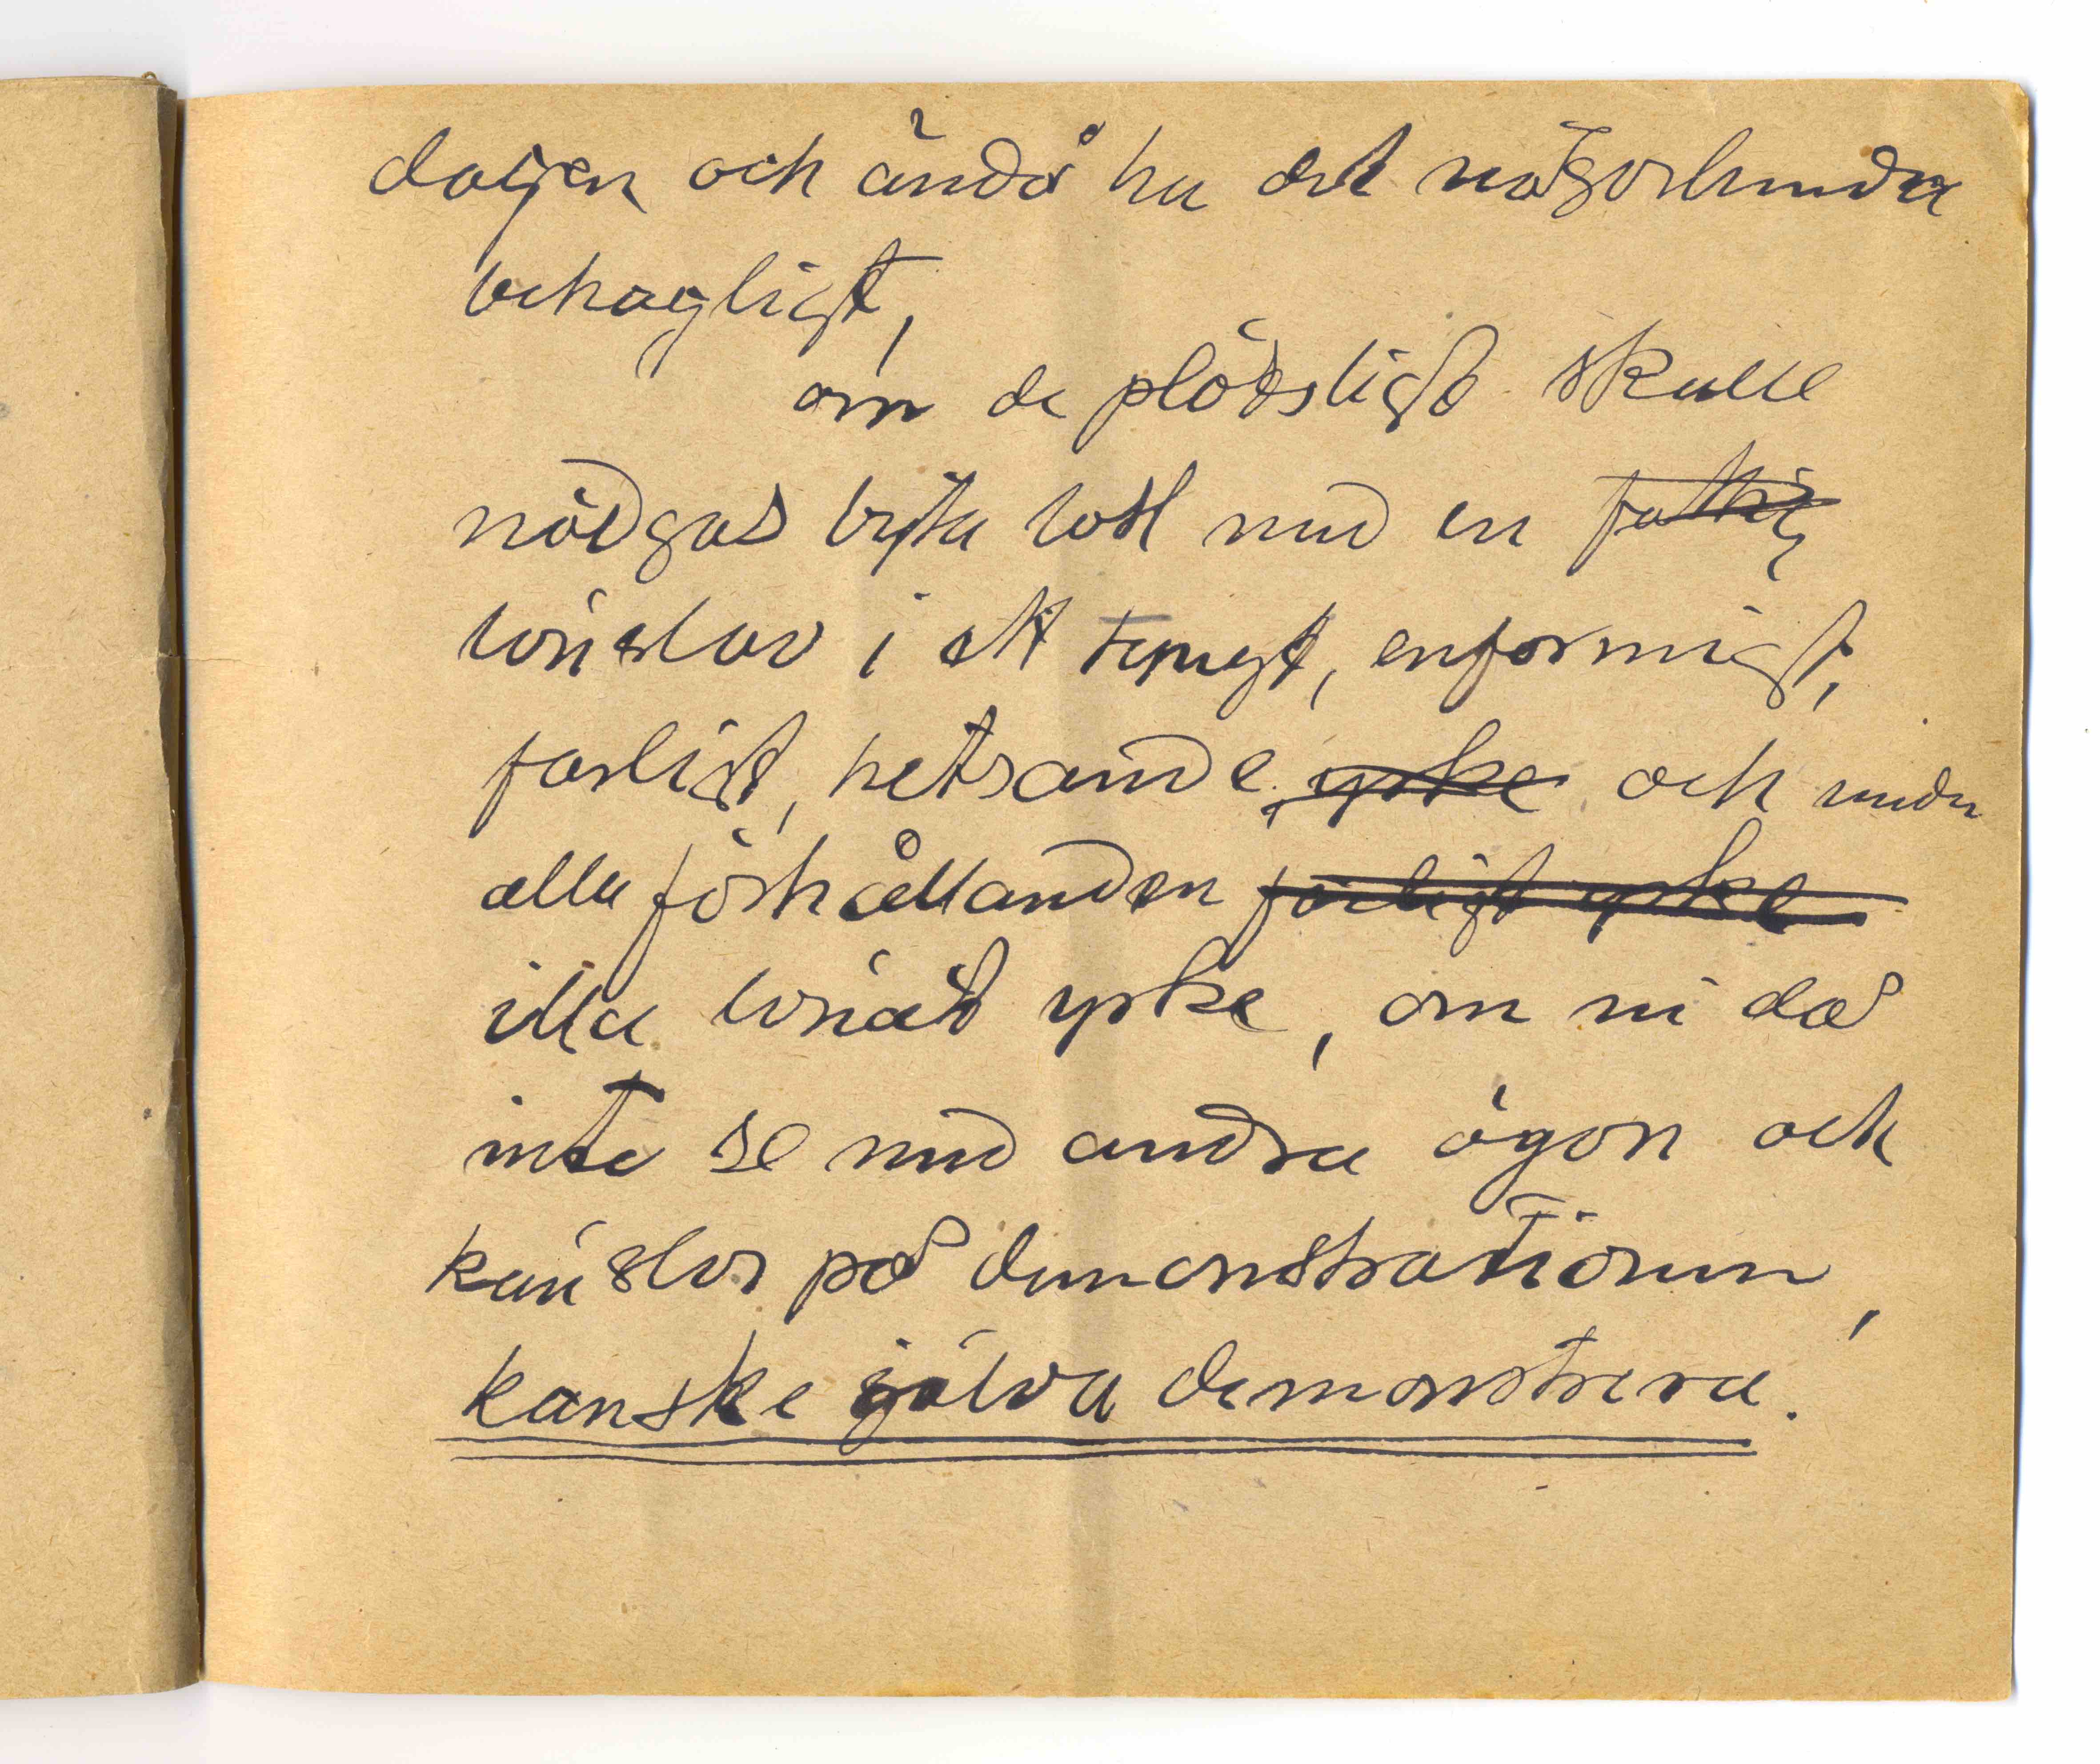 dagen och ändå ha det någorlunda
behagligt,
om de plötsligt skulle
nödgas byta lott med en fattig
löneslav i ett tungt, enformigt,
farligt, hetsande, yrke och under
alla förhållanden farligt yrke
illa lönat yrke, om ni då
inte se med andra ögon och
känslor på demonstrationen,
kanske själva demonstrera.